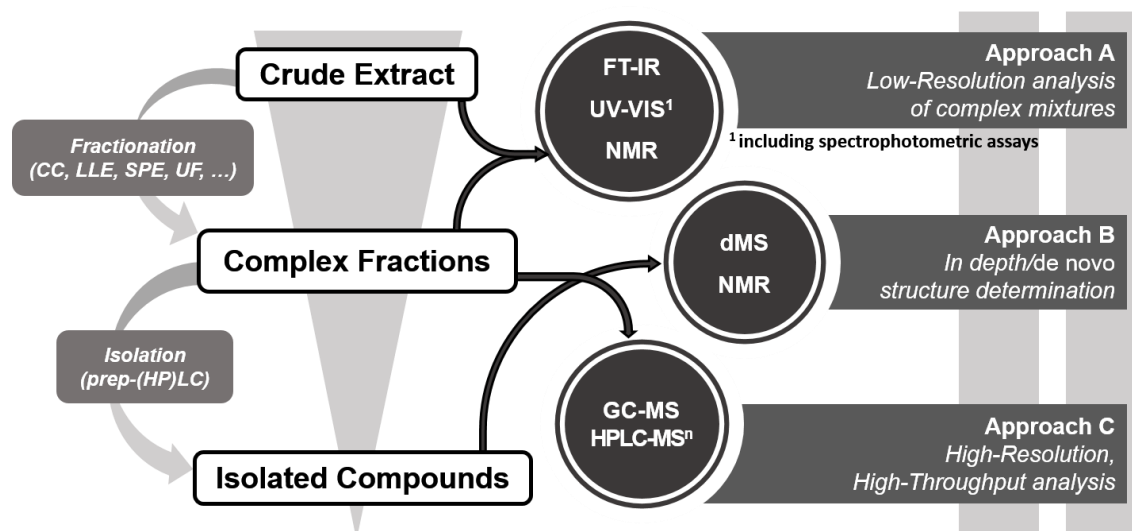 Crude Extract
Fractionation
(CC, LLE, SPE, UF, …)
Complex Fractions
Isolation
(prep-(HP)LC)
Isolated Compounds
FT-IR
UV-VIS¹
NMR
Approach A
Low-Resolution analysis
of complex mixtures
¹ including spectrophotometric assays
dMS
NMR
Approach B
In depth/de novo
structure determination
GC-MS
HPLC-MSⁿ
Approach C
High-Resolution,
High-Throughput analysis